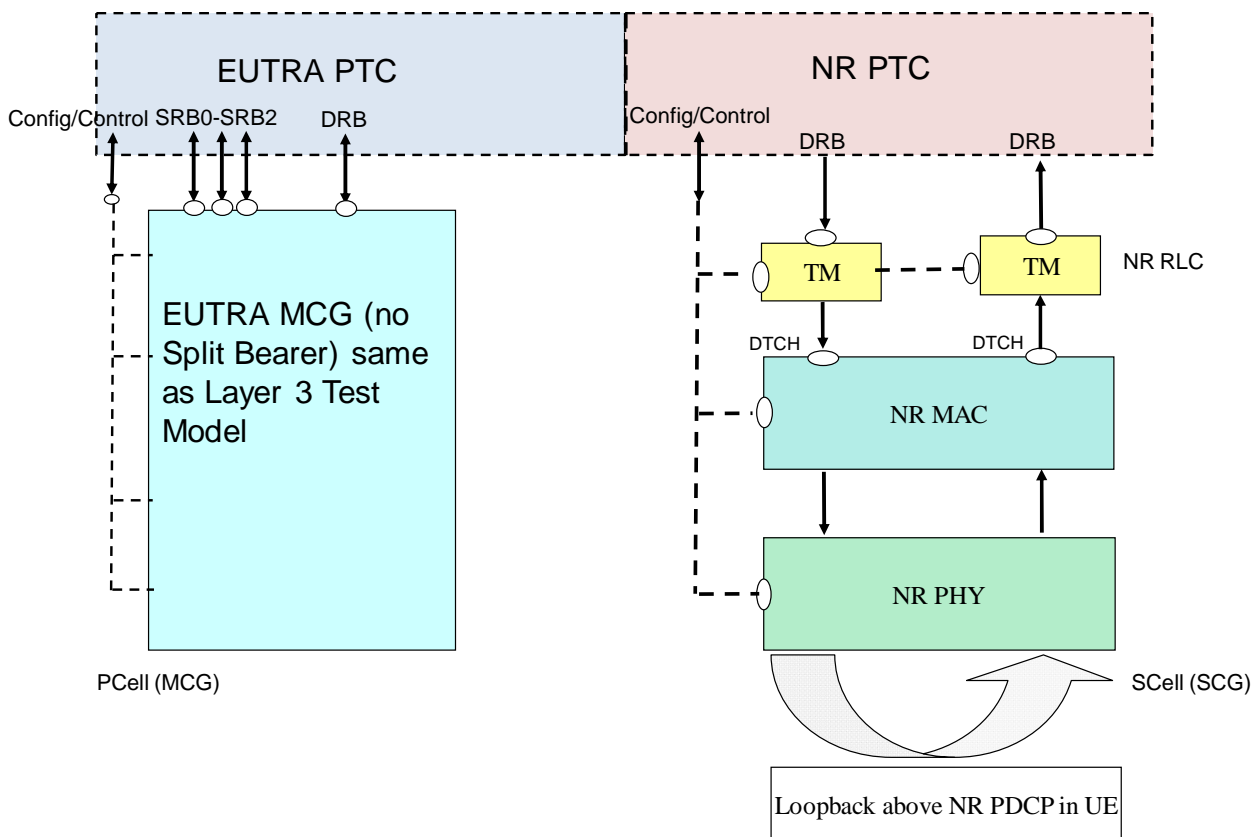 EUTRA PTC
NR PTC
Config/Control
SRB0-SRB2
DRB
Config/Control
DRB
DRB
TM
TM
NR RLC
EUTRA MCG (no
Split Bearer) same
as Layer 3 Test
Model
DTCH
DTCH
NR MAC
NR PHY
PCell (MCG)
SCell (SCG)
Loopback above NR PDCP in UE